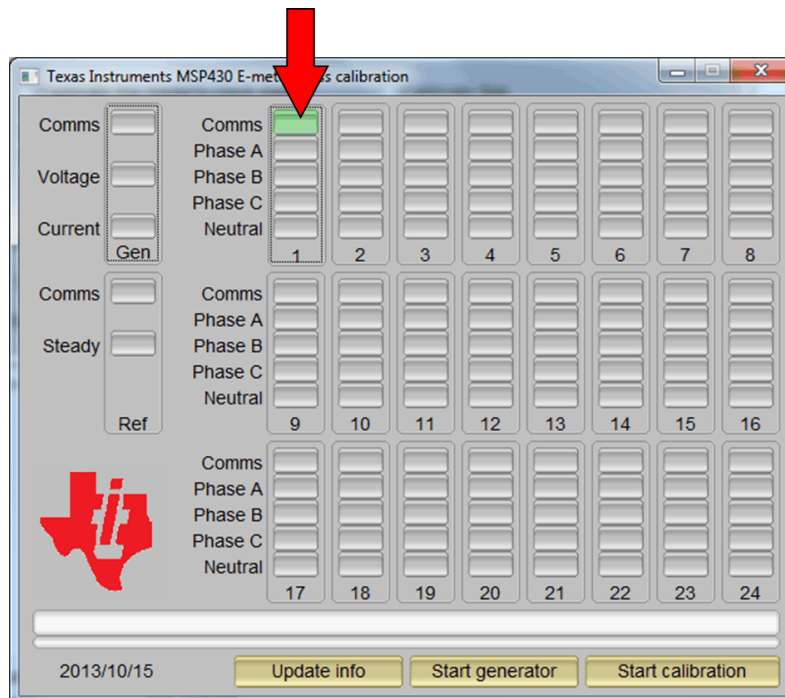 Texas Instruments MSP430 E-met s calibration
Comms Comms
Phase A
Voltage Phase B
Phase C
Current Neutral
Gen 1 2 3 4 5 6 7 8
Comms Comms
Phase A
Steady Phase B
Phase C
Neutral
Ref 9 10 11 12 13 14 15 16
Comms
Phase A
Phase B
Phase C
Neutral
17 18 19 20 21 22 23 24
2013/10/15 Update info Start generator Start calibration